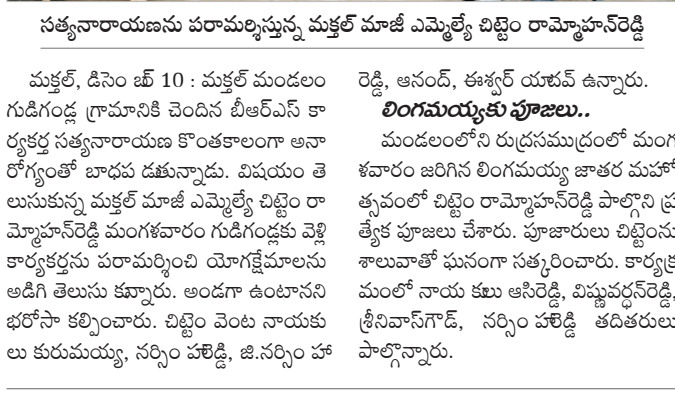 సత్యనారాయణను పరామర్శిస్తున్న మక్తల్ మాజీ ఎమ్మెల్యే చిట్టెం రామ్మోహన్‌రెడ్డి
మక్తల్, డిసెంబర్ 10 : మక్తల్ మండలం
గుడిగండ్ల గ్రామానికి చెందిన బీఆర్ఎస్ కా
ర్యకర్త సత్యనారాయణ కొంతకాలంగా అనా
రోగ్యంతో బాధప డుతున్నాడు. విషయం తె
లుసుకున్న మక్తల్ మాజీ ఎమ్మెల్యే చిట్టెం రా
మ్మోహన్‌రెడ్డి మంగళవారం గుడిగండ్లకు వెళ్లి
కార్యకర్తను పరామర్శించి యోగక్షేమాలను
అడిగి తెలుసు కున్నారు. అండగా ఉంటానని
భరోసా కల్పించారు. చిట్టెం వెంట నాయకు
లు కురుమయ్య, నర్సిం హారెడ్డి, జి.నర్సిం హా
రెడ్డి, ఆనంద్, ఈశ్వర్ యాదవ్ ఉన్నారు.
లింగమయ్యకు పూజలు..
మండలంలోని రుద్రసముద్రంలో మంగ
ళవారం జరిగిన లింగమయ్య జాతర మహో
త్సవంలో చిట్టెం రామ్మోహన్‌రెడ్డి పాల్గొని ప్ర
త్యేక పూజలు చేశారు. పూజారులు చిట్టెంను
శాలువాతో ఘనంగా సత్కరించారు. కార్యక్ర
మంలో నాయ కులు ఆసిరెడ్డి, విష్ణువర్ధన్‌రెడ్డి,
శ్రీనివాస్‌గౌడ్, నర్సిం హారెడ్డి తదితరులు
పాల్గొన్నారు.